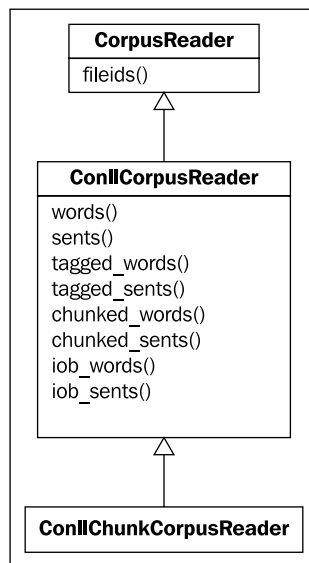 CorpusReader
fileids()
ConllCorpusReader
words()
sents()
tagged_words()
tagged_sents()
chunked_words()
chunked_sents()
iob_words()
iob_sents()
ConllChunkCorpusReader